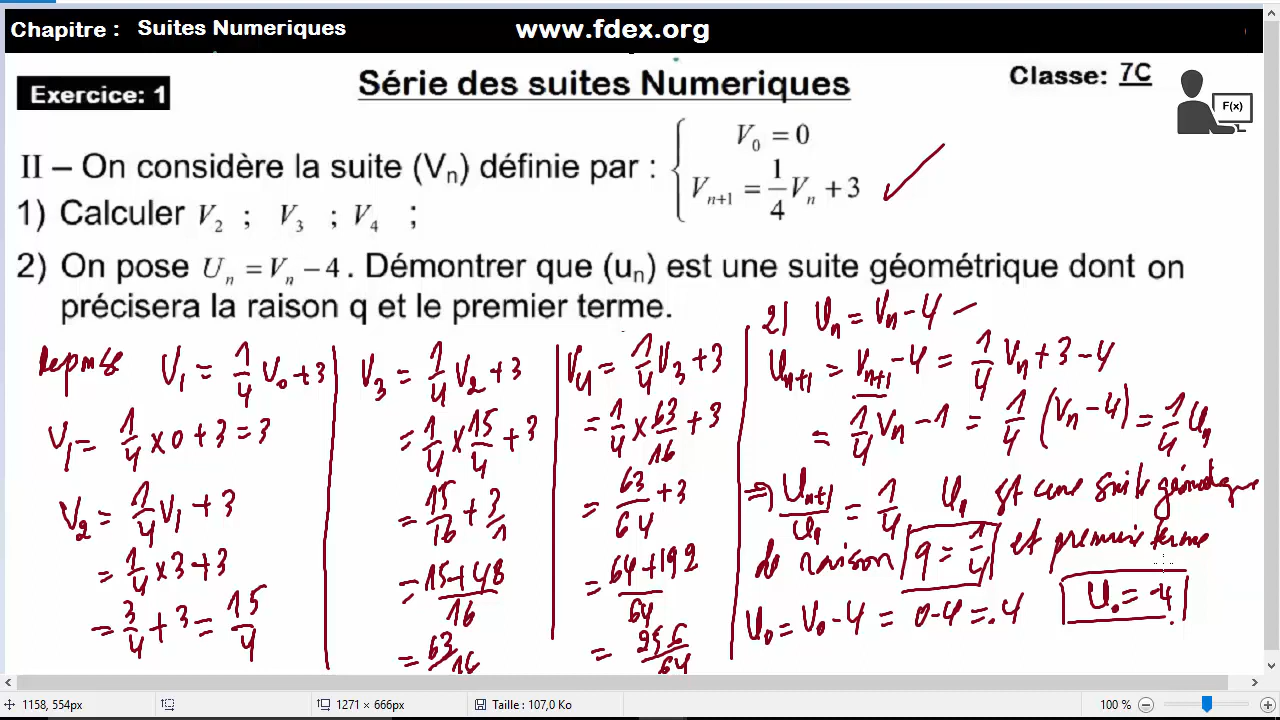 Chapitre : Suites Numeriques www.fdex.org
Exercice: 1 Série des suites Numeriques Classe: 7C
F(x)
II – On considère la suite (Vn) définie par : { V0 = 0
Vn+1 = 1/4 Vn + 3 ✓
1) Calculer V2 ; V3 ; V4 ;
2) On pose Un = Vn − 4. Démontrer que (un) est une suite géométrique dont on
précisera la raison q et le premier terme.
Reponse V1 = 1/4 V0 + 3
V1 = 1/4 × 0 + 3 = 3
V2 = 1/4 V1 + 3
= 1/4 × 3 + 3
= 3/4 + 3 = 15/4
V3 = 1/4 V2 + 3
= 1/4 × 15/4 + 3
= 15/16 + 3/1
= 15+48/16
= 63/16
V4 = 1/4 V3 + 3
= 1/4 × 63/16 + 3
= 63/64 + 3
= 64+192/64
= 256/64
2) Un = Vn − 4
Un+1 = Vn+1 − 4 = 1/4 Vn + 3 − 4
= 1/4 Vn − 1 = 1/4 (Vn − 4) = 1/4 Un
⇒ Un+1/Un = 1/4 Un est une suite géométrique
de raison q = 1/4 et premier terme
U0 = V0 − 4 = 0 − 4 = −4 U0 = −4
1158, 554px 1271 × 666px Taille : 107,0 Ko 100 %